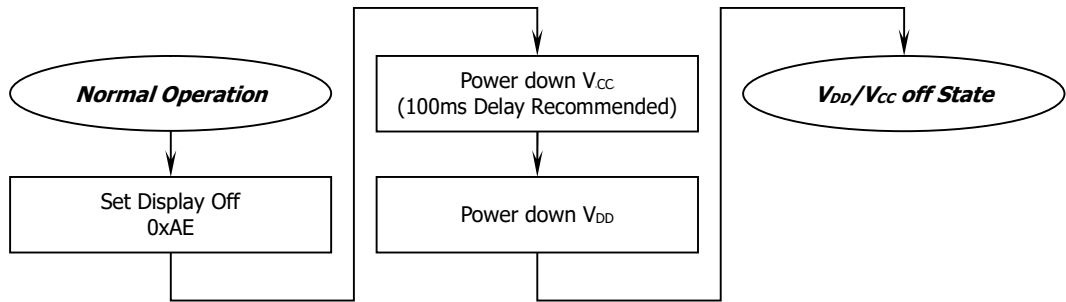 Normal Operation
Set Display Off
0xAE
Power down VCC
(100ms Delay Recommended)
Power down VDD
VDD/VCC off State